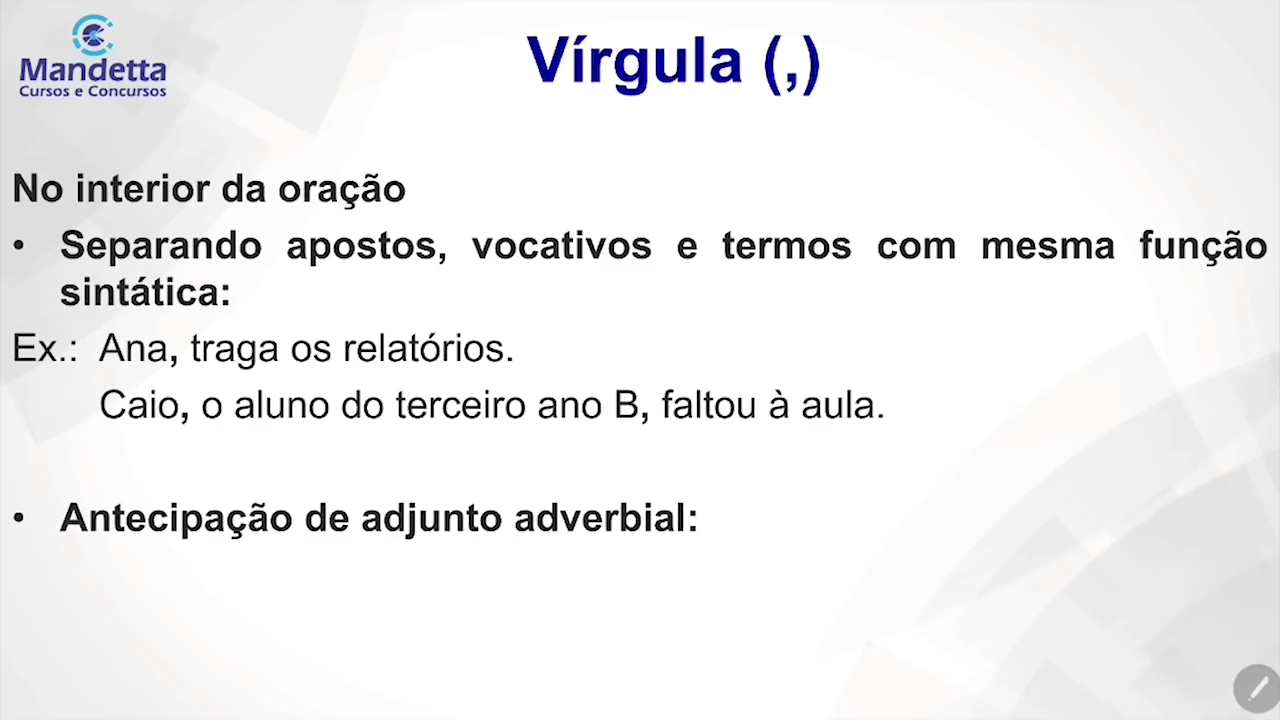 Mandetta
Cursos e Concursos
Vírgula (,)
No interior da oração
• Separando apostos, vocativos e termos com mesma função
sintática:
Ex.: Ana, traga os relatórios.
Caio, o aluno do terceiro ano B, faltou à aula.
• Antecipação de adjunto adverbial: